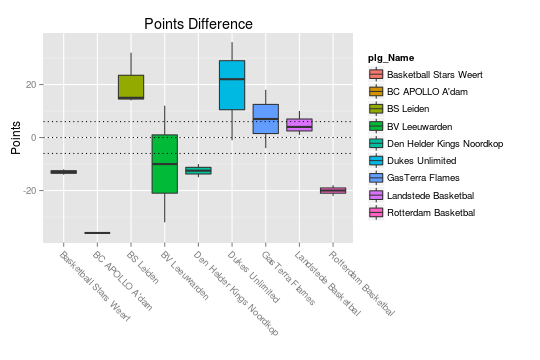 Points Difference
Points
20
0
-20
Basketball Stars Weert
BC APOLLO A'dam
BS Leiden
BV Leeuwarden
Den Helder Kings Noordkop
Dukes Unlimited
GasTerra Flames
Landstede Basketbal
Rotterdam Basketbal
plg_Name
Basketball Stars Weert
BC APOLLO A'dam
BS Leiden
BV Leeuwarden
Den Helder Kings Noordkop
Dukes Unlimited
GasTerra Flames
Landstede Basketbal
Rotterdam Basketbal